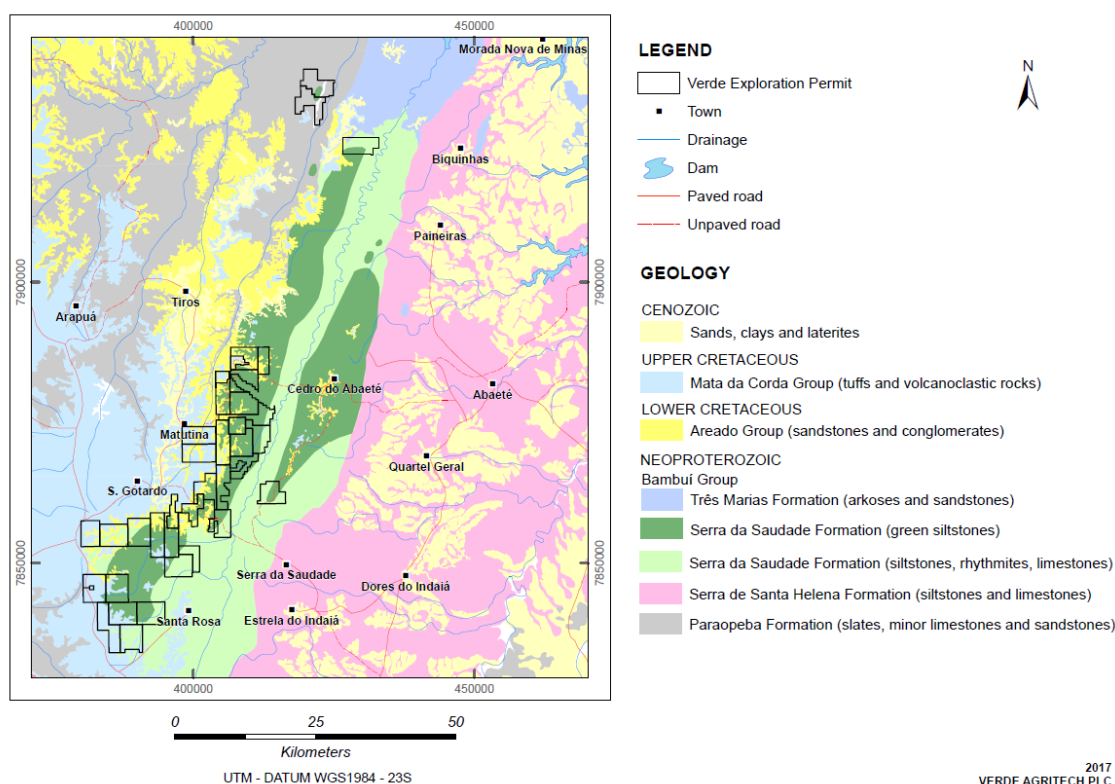 400000
450000
Morada Nova de Minas
Biquinhas
Paineiras
7900000
7900000
Tiros
Arapuá
Cedro do Abaeté
Abaeté
Matutina
Quartel Geral
S. Gotardo
7850000
7850000
Serra da Saudade
Dores do Indaiá
Santa Rosa
Estrela do Indaiá
400000
450000
0
25
50
Kilometers
UTM - DATUM WGS1984 - 23S
LEGEND
Verde Exploration Permit
Town
Drainage
Dam
Paved road
Unpaved road
N
GEOLOGY
CENOZOIC
Sands, clays and laterites
UPPER CRETACEOUS
Mata da Corda Group (tuffs and volcanoclastic rocks)
LOWER CRETACEOUS
Areado Group (sandstones and conglomerates)
NEOPROTEROZOIC
Bambuí Group
Três Marias Formation (arkoses and sandstones)
Serra da Saudade Formation (green siltstones)
Serra da Saudade Formation (siltstones, rhythmites, limestones)
Serra de Santa Helena Formation (siltstones and limestones)
Paraopeba Formation (slates, minor limestones and sandstones)
2017
VERDE AGRITECH PLC